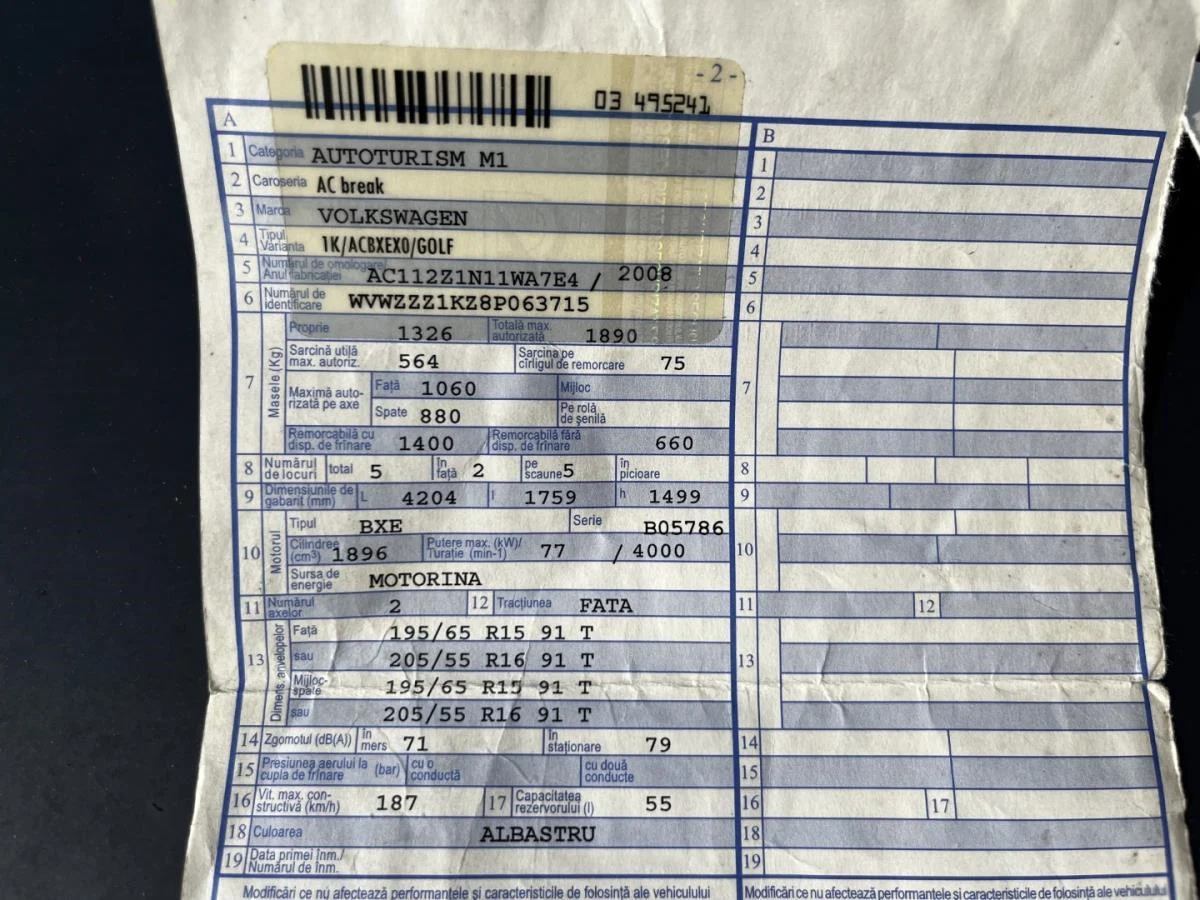 - 2 -
03 495241
A
B
1 Categoria AUTOTURISM M1 1
2 Caroseria AC break 2
3 Marca VOLKSWAGEN 3
4 Tipul Varianta 1K/ACBXEX0/GOLF 4
5 Numărul de omologare/ Anul fabricației AC112Z1N11WA7E4 / 2008 5
6 Numărul de identificare WVWZZZ1KZ8P063715 6
7 Masele (Kg) Proprie 1326 Totală max. autorizată 1890 7
Sarcină utilă max. autoriz. 564 Sarcina pe cîrligul de remorcare 75
Maximă autorizată pe axe Față 1060 Mijloc
Spate 880 Pe rolă de șenilă
Remorcabilă cu disp. de frînare 1400 Remorcabilă fără disp. de frînare 660
8 Numărul de locuri total 5 în față 2 pe scaune 5 în picioare 8
9 Dimensiunile de gabarit (mm) L 4204 l 1759 h 1499 9
10 Motorul Tipul BXE Serie B05786 10
Cilindree (cm³) 1896 Putere max. (kW)/ Turație (min-1) 77 / 4000
Sursa de energie MOTORINA
11 Numărul axelor 2 12 Tracțiunea FATA 11 12
13 Dimens. anvelopelor Față 195/65 R15 91 T 13
sau 205/55 R16 91 T
Mijloc-spate 195/65 R15 91 T
sau 205/55 R16 91 T
14 Zgomotul (dB(A)) în mers 71 în staționare 79 14
15 Presiunea aerului la cupla de frînare (bar) cu o conductă cu două conducte 15
16 Vit. max. constructivă (km/h) 187 17 Capacitatea rezervorului (l) 55 16 17
18 Culoarea ALBASTRU 18
19 Data primei înm./ Numărul de înm. 19
Modificări ce nu afectează performanțele și caracteristicile de folosință ale vehiculului
Modificări ce nu afectează performanțele și caracteristicile de folosință ale vehiculului